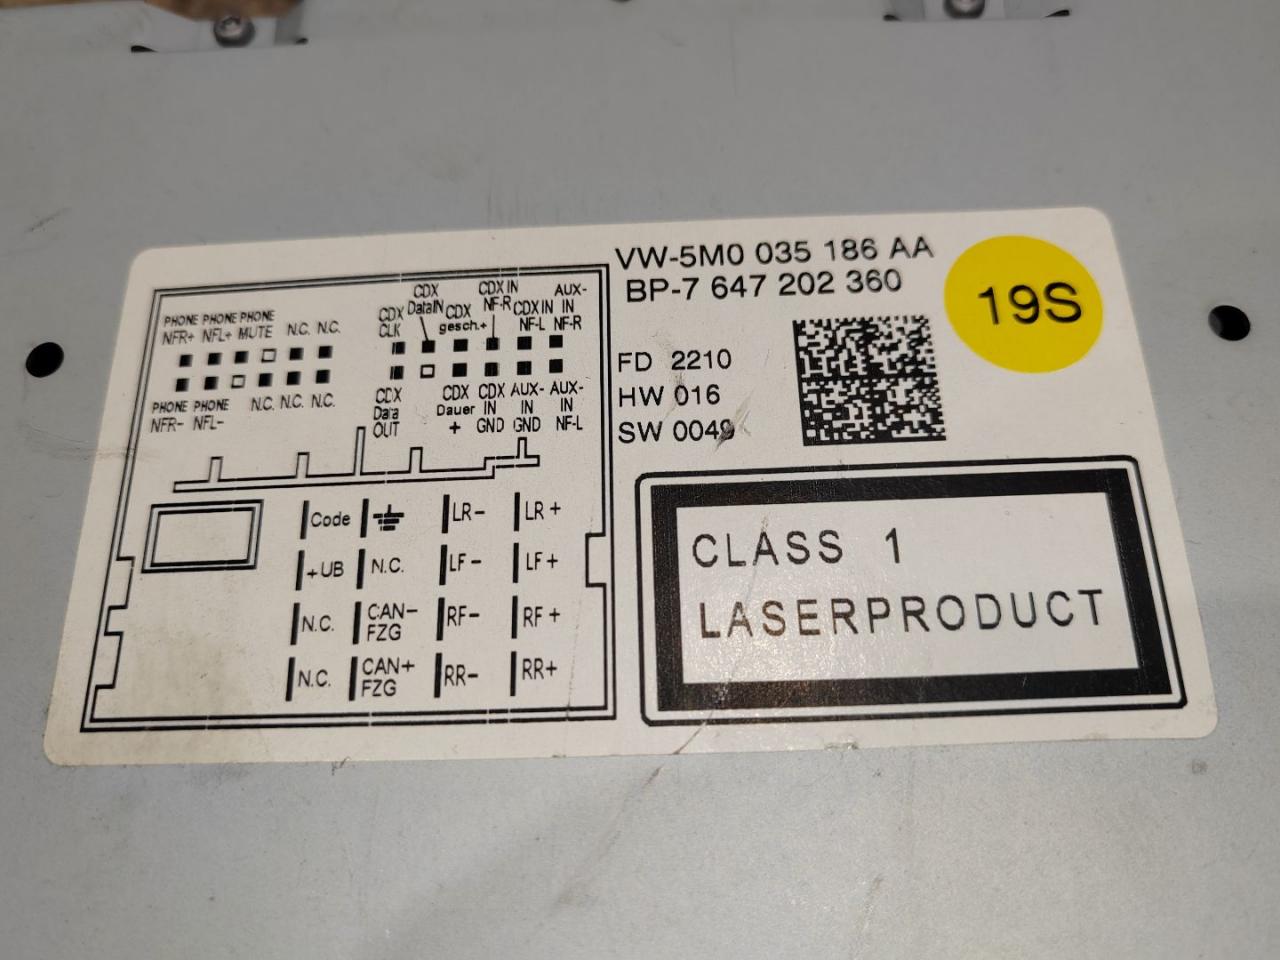 VW-5M0 035 186 AA
BP-7 647 202 360
19S
FD 2210
HW 016
SW 0049
CLASS 1
LASERPRODUCT
PHONE PHONE PHONE
NFR+ NFL+ MUTE N.C. N.C.
PHONE PHONE
NFR- NFL-
N.C. N.C. N.C.
CDX
CLK
CDX
DataIN
CDX
gesch.+
CDX IN
NF-R
CDX IN
NF-L
AUX-
IN
NF-R
CDX
Data
OUT
CDX
Dauer
+
CDX
IN
GND
AUX-
IN
GND
AUX-
IN
NF-L
Code LR- LR+
+UB N.C. LF- LF+
N.C. CAN-
FZG RF- RF+
N.C. CAN+
FZG RR- RR+